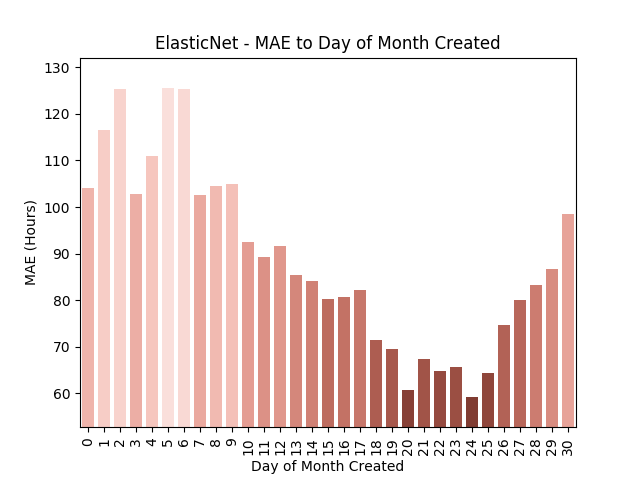 ElasticNet - MAE to Day of Month Created
MAE (Hours)
130
120
110
100
90
80
70
60
0 1 2 3 4 5 6 7 8 9 10 11 12 13 14 15 16 17 18 19 20 21 22 23 24 25 26 27 28 29 30
Day of Month Created